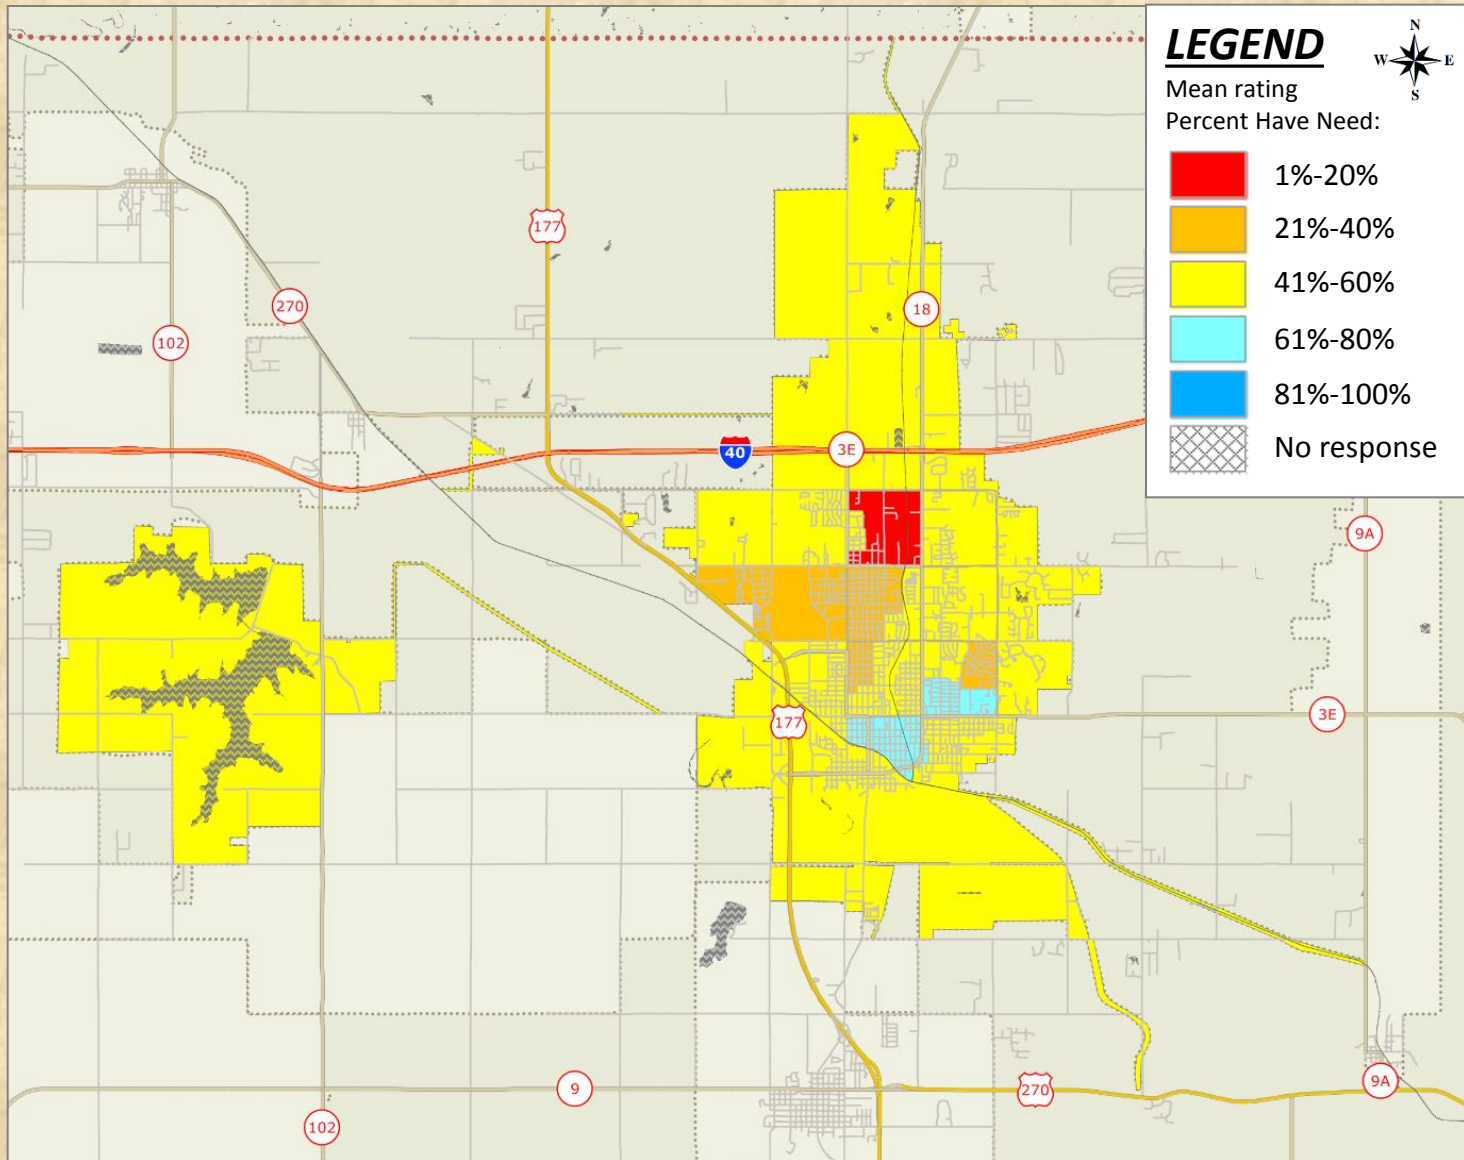 LEGEND
N
W
E
S
Mean rating
Percent Have Need:
1%-20%
21%-40%
41%-60%
61%-80%
81%-100%
No response
177
270
18
102
40
3E
9A
3E
177
9
270
9A
102